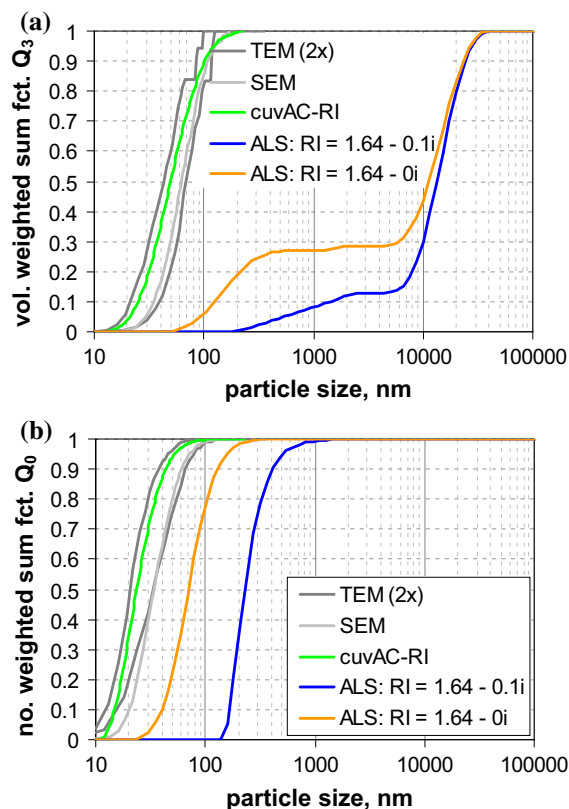 (a)
vol. weighted sum fct. Q3
1
0.9
0.8
0.7
0.6
0.5
0.4
0.3
0.2
0.1
0
TEM (2x)
SEM
cuvAC-RI
ALS: RI = 1.64 - 0.1i
ALS: RI = 1.64 - 0i
10 100 1000 10000 100000
particle size, nm
(b)
no. weighted sum fct. Q0
1
0.9
0.8
0.7
0.6
0.5
0.4
0.3
0.2
0.1
0
TEM (2x)
SEM
cuvAC-RI
ALS: RI = 1.64 - 0.1i
ALS: RI = 1.64 - 0i
10 100 1000 10000 100000
particle size, nm